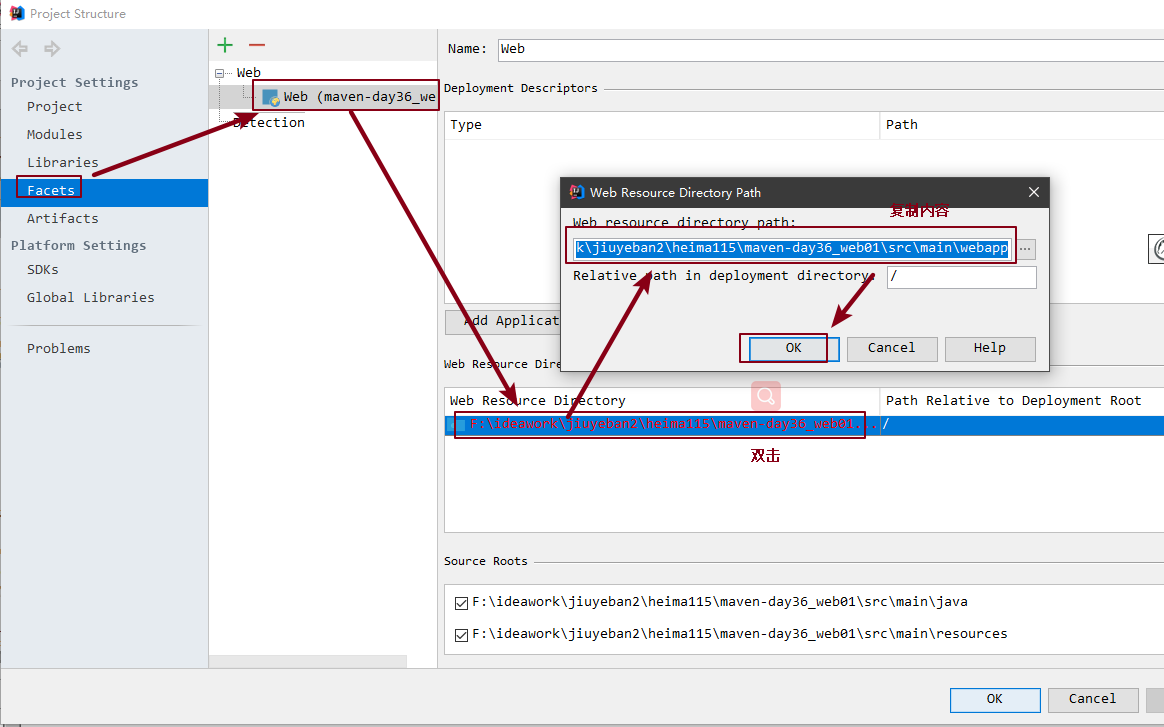 Project Structure
Project Settings
Project
Modules
Libraries
Facets
Artifacts
Platform Settings
SDKs
Global Libraries
Problems
Web
Web (maven-day36_we
Detection
Name: Web
Deployment Descriptors
Type Path
Web Resource Directory Path
复制内容
Web resource directory path:
k\jiuyeban2\heima115\maven-day36_web01\src\main\webapp
Relative path in deployment directory: /
OK Cancel Help
Add Applicat
Web Resource Dire
Web Resource Directory Path Relative to Deployment Root
F:\ideawork\jiuyeban2\heima115\maven-day36_web01... /
双击
Source Roots
F:\ideawork\jiuyeban2\heima115\maven-day36_web01\src\main\java
F:\ideawork\jiuyeban2\heima115\maven-day36_web01\src\main\resources
OK Cancel